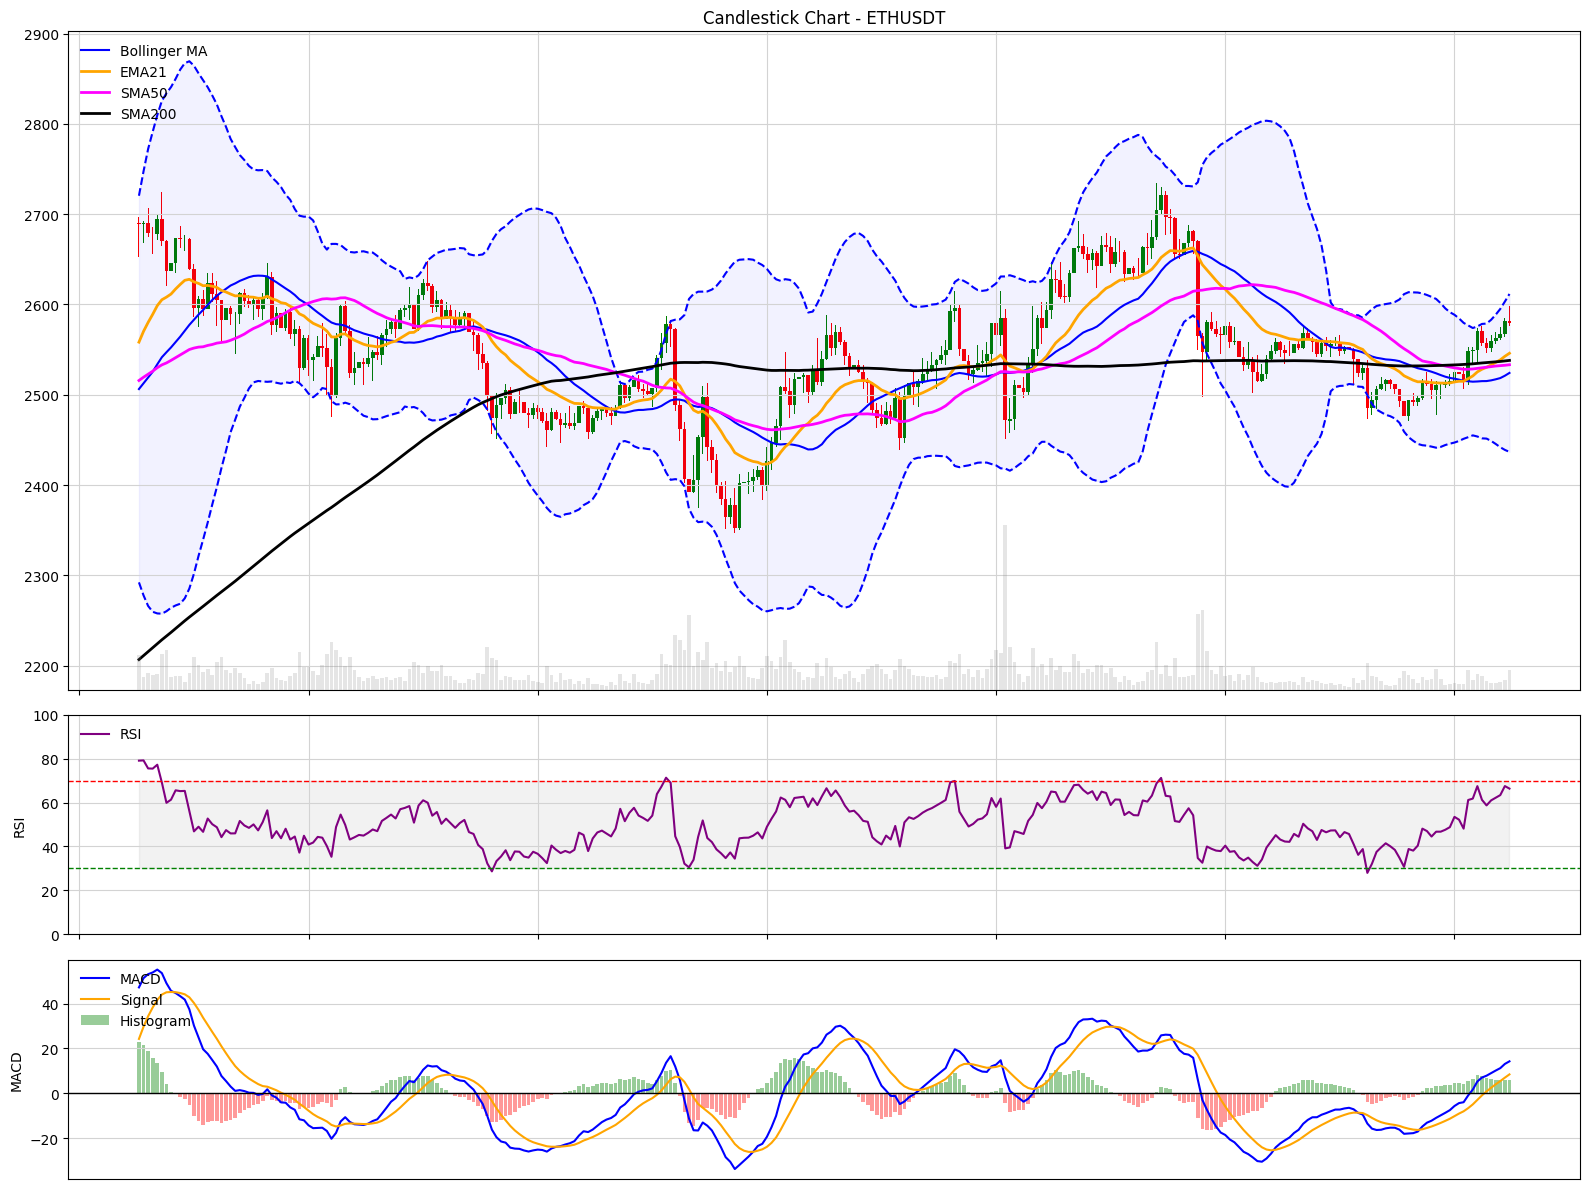 Candlestick Chart - ETHUSDT
2900
2800
2700
2600
2500
2400
2300
2200
Bollinger MA
EMA21
SMA50
SMA200
100
80
60
40
20
0
RSI
RSI
40
20
0
−20
MACD
MACD
Signal
Histogram